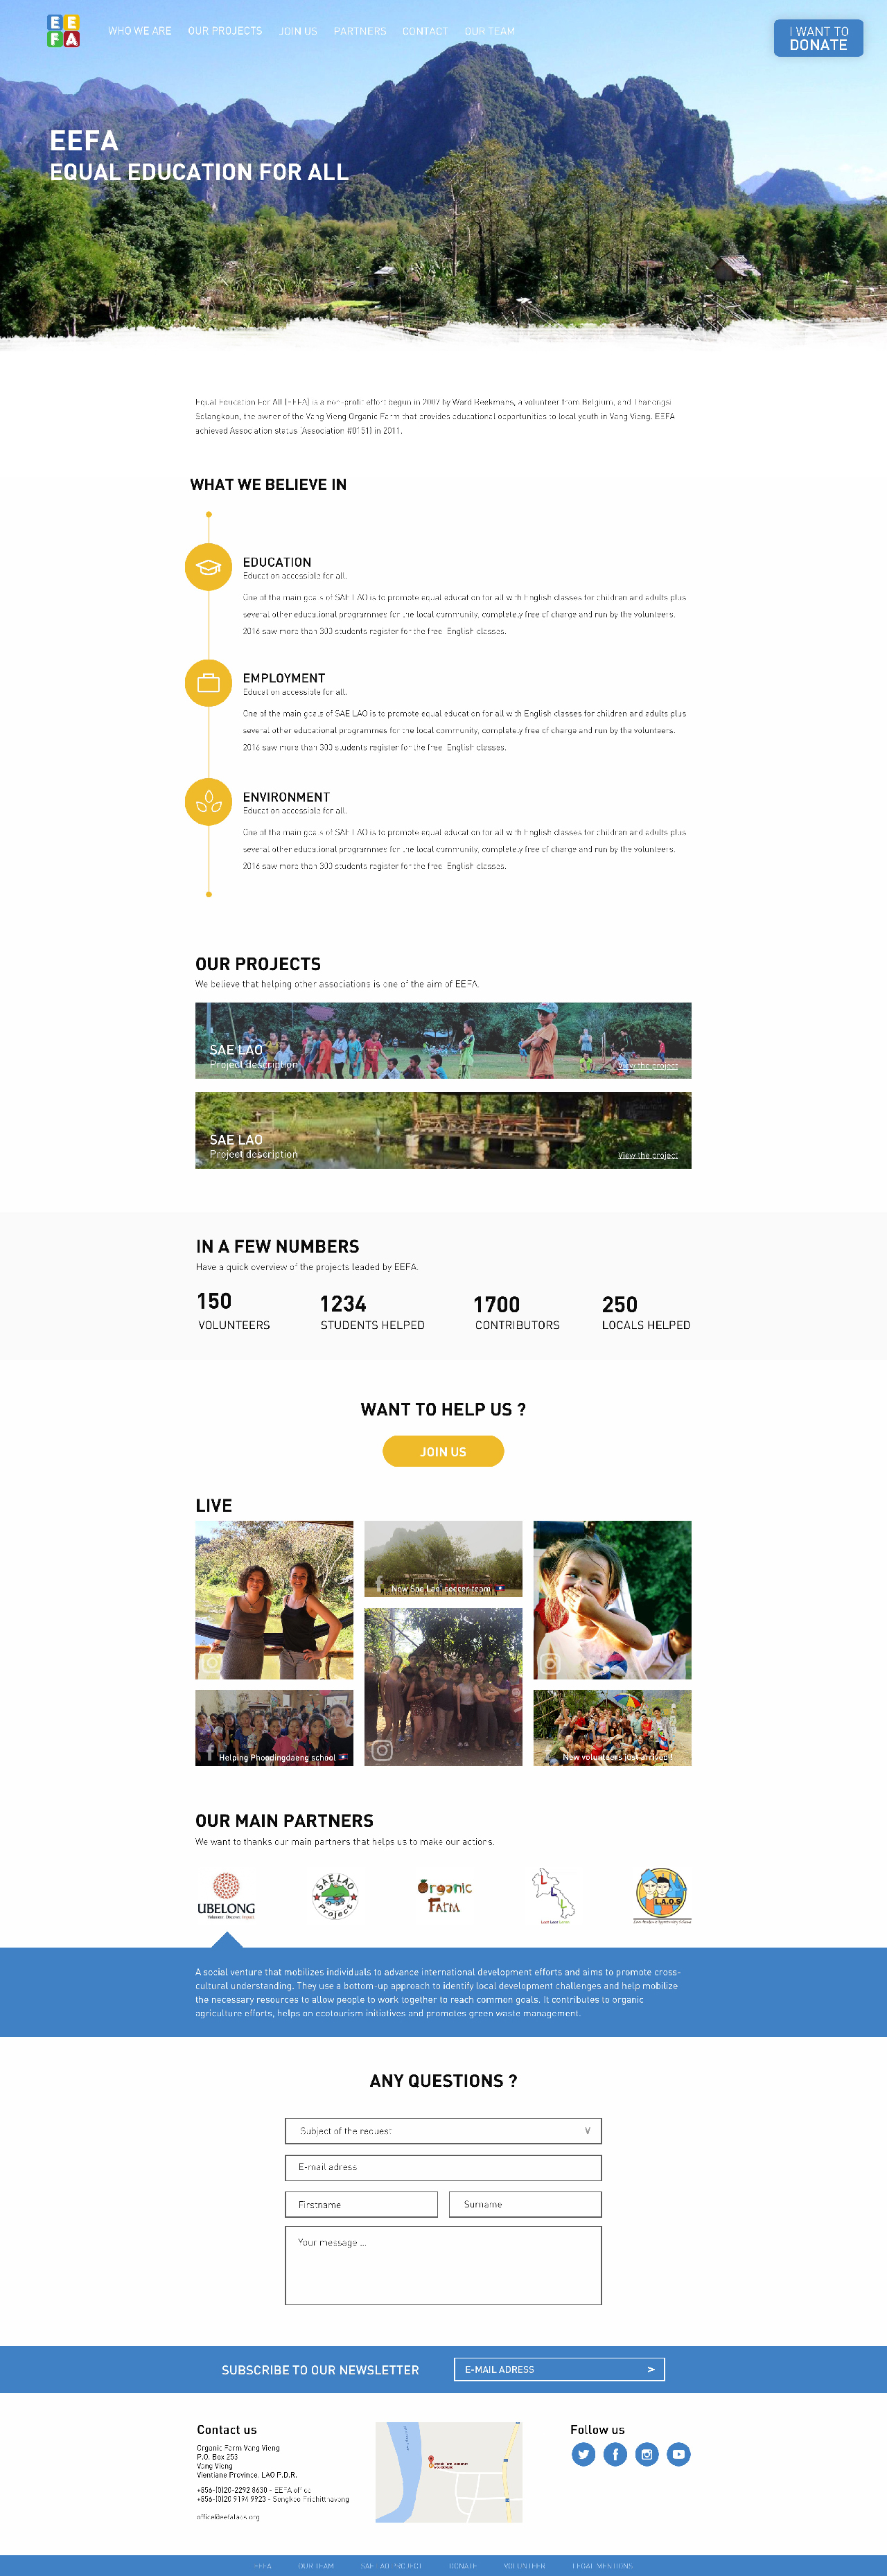 E E
F A
WHO WE ARE OUR PROJECTS JOIN US PARTNERS CONTACT OUR TEAM
I WANT TO
DONATE
EEFA
EQUAL EDUCATION FOR ALL
Equal Education For All (EEFA) is a non-profit effort begun in 2007 by Ward Beekmans, a volunteer from Belgium, and Thanongsi
Solangkoun, the owner of the Vang Vieng Organic Farm that provides educational opportunities to local youth in Vang Vieng. EEFA
achieved Association status (Association #0151) in 2011.
WHAT WE BELIEVE IN
EDUCATION
Education accessible for all.
One of the main goals of SAE LAO is to promote equal education for all with English classes for children and adults plus
several other educational programmes for the local community, completely free of charge and run by the volunteers.
2016 saw more than 300 students register for the free English classes.
EMPLOYMENT
Education accessible for all.
One of the main goals of SAE LAO is to promote equal education for all with English classes for children and adults plus
several other educational programmes for the local community, completely free of charge and run by the volunteers.
2016 saw more than 300 students register for the free English classes.
ENVIRONMENT
Education accessible for all.
One of the main goals of SAE LAO is to promote equal education for all with English classes for children and adults plus
several other educational programmes for the local community, completely free of charge and run by the volunteers.
2016 saw more than 300 students register for the free English classes.
OUR PROJECTS
We believe that helping other associations is one of the aim of EEFA.
SAE LAO
Project description
View the project
SAE LAO
Project description
View the project
IN A FEW NUMBERS
Have a quick overview of the projects leaded by EEFA.
150 1234 1700 250
VOLUNTEERS STUDENTS HELPED CONTRIBUTORS LOCALS HELPED
WANT TO HELP US ?
JOIN US
LIVE
New Sae Lao' soccer team
Helping Phoodingdaeng school
New volunteers just arrived !
OUR MAIN PARTNERS
We want to thanks our main partners that helps us to make our actions.
UBELONG
SAELAO
Project
Organic
Farm
L L L
L.A.O.S
A social venture that mobilizes individuals to advance international development efforts and aims to promote cross-
cultural understanding. They use a bottom-up approach to identify local development challenges and help mobilize
the necessary resources to allow people to work together to reach common goals. It contributes to organic
agriculture efforts, helps on ecotourism initiatives and promotes green waste management.
ANY QUESTIONS ?
Subject of the request
E-mail adress
Firstname Surname
Your message ...
SUBSCRIBE TO OUR NEWSLETTER
E-MAIL ADRESS >
Contact us
Organic Farm Vang Vieng
P.O. Box 253
Vang Vieng
Vientiane Province, LAO P.D.R.
+856-(0)20-2292 8630 - EEFA office
+856-(0)20 9194 9923 - Sengkeo Frichitthavong
office@eefalaos.org
Follow us
EEFA OUR TEAM SAE LAO PROJECT DONATE VOLUNTEER LEGAL MENTIONS